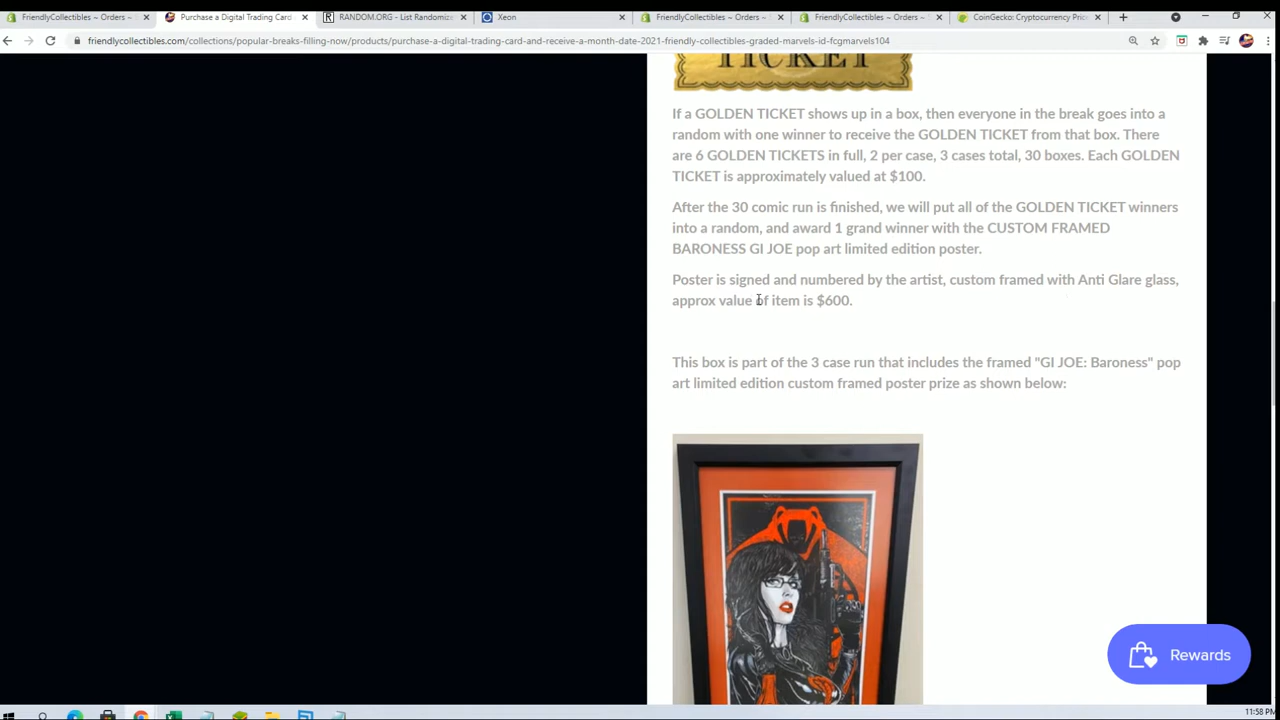 FriendlyCollectibles ~ Orders ~
Purchase a Digital Trading Card
RANDOM.ORG - List Randomize
Xeon
FriendlyCollectibles ~ Orders ~
FriendlyCollectibles ~ Orders ~
CoinGecko: Cryptocurrency Pric
friendlycollectibles.com/collections/popular-breaks-filling-now/products/purchase-a-digital-trading-card-and-receive-a-month-date-2021-friendly-collectibles-graded-marvels-id-fcgmarvels104
TICKET
If a GOLDEN TICKET shows up in a box, then everyone in the break goes into a
random with one winner to receive the GOLDEN TICKET from that box. There
are 6 GOLDEN TICKETS in full, 2 per case, 3 cases total, 30 boxes. Each GOLDEN
TICKET is approximately valued at $100.
After the 30 comic run is finished, we will put all of the GOLDEN TICKET winners
into a random, and award 1 grand winner with the CUSTOM FRAMED
BARONESS GI JOE pop art limited edition poster.
Poster is signed and numbered by the artist, custom framed with Anti Glare glass,
approx value of item is $600.
This box is part of the 3 case run that includes the framed "GI JOE: Baroness" pop
art limited edition custom framed poster prize as shown below:
Rewards
11:58 PM